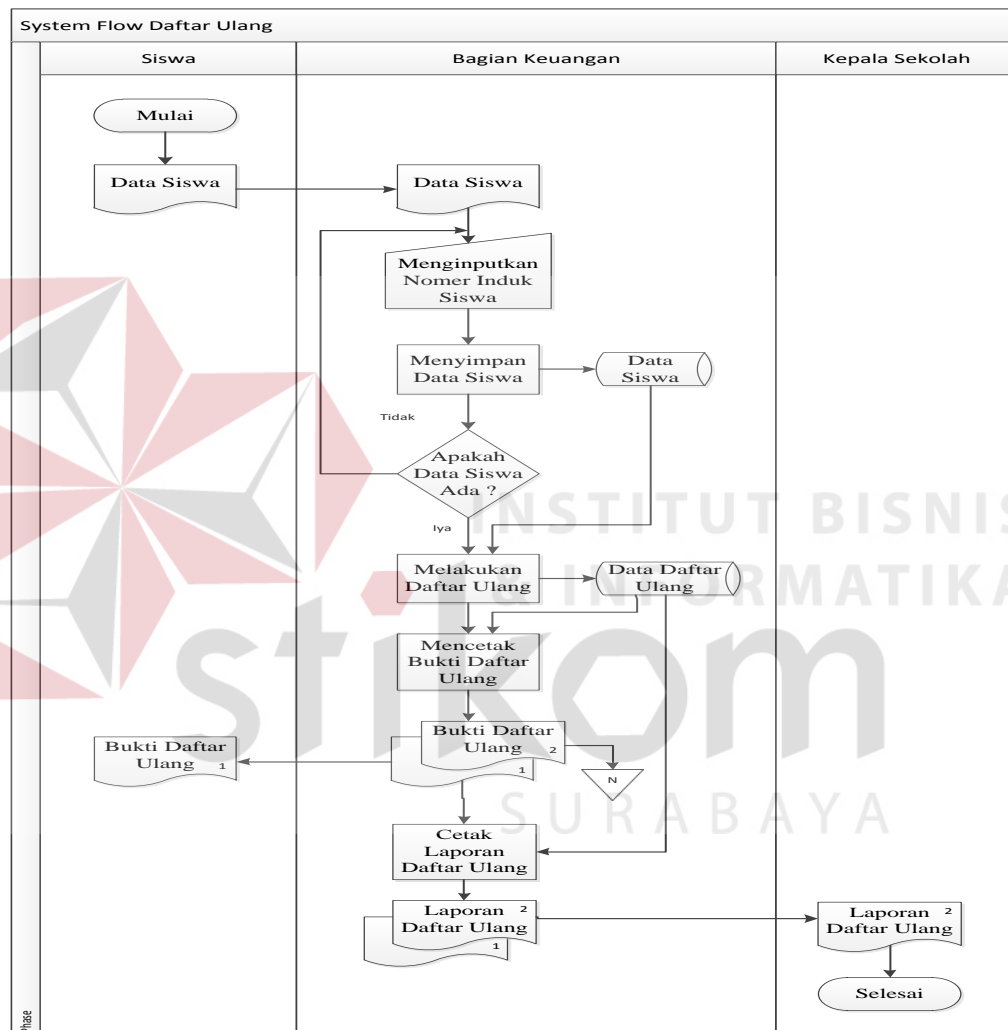 System Flow Daftar Ulang
Siswa
Bagian Keuangan
Kepala Sekolah
Mulai
Data Siswa
Data Siswa
Menginputkan
Nomer Induk
Siswa
Menyimpan
Data Siswa
Data
Siswa
Tidak
Apakah
Data Siswa
Ada ?
Iya
Melakukan
Daftar Ulang
Data Daftar
Ulang
Mencetak
Bukti Daftar
Ulang
Bukti Daftar
Ulang 2
1
N
Bukti Daftar
Ulang 1
Cetak
Laporan
Daftar Ulang
Laporan 2
Daftar Ulang
1
Laporan 2
Daftar Ulang
Selesai
Phase
INSTITUT BISNIS
& INFORMATIKA
stikom
SURABAYA